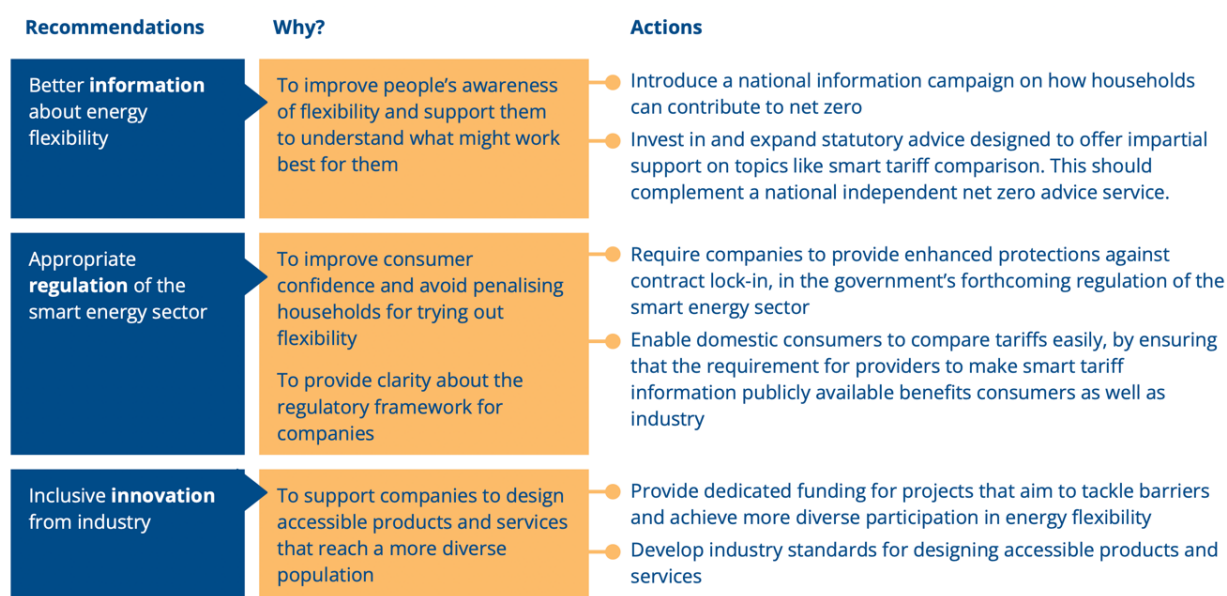 Recommendations
Why?
Actions
Better information
about energy
flexibility
To improve people’s awareness
of flexibility and support them
to understand what might work
best for them
Introduce a national information campaign on how households
can contribute to net zero
Invest in and expand statutory advice designed to offer impartial
support on topics like smart tariff comparison. This should
complement a national independent net zero advice service.
Appropriate
regulation of the
smart energy sector
To improve consumer
confidence and avoid penalising
households for trying out
flexibility
To provide clarity about the
regulatory framework for
companies
Require companies to provide enhanced protections against
contract lock-in, in the government’s forthcoming regulation of the
smart energy sector
Enable domestic consumers to compare tariffs easily, by ensuring
that the requirement for providers to make smart tariff
information publicly available benefits consumers as well as
industry
Inclusive innovation
from industry
To support companies to design
accessible products and services
that reach a more diverse
population
Provide dedicated funding for projects that aim to tackle barriers
and achieve more diverse participation in energy flexibility
Develop industry standards for designing accessible products and
services